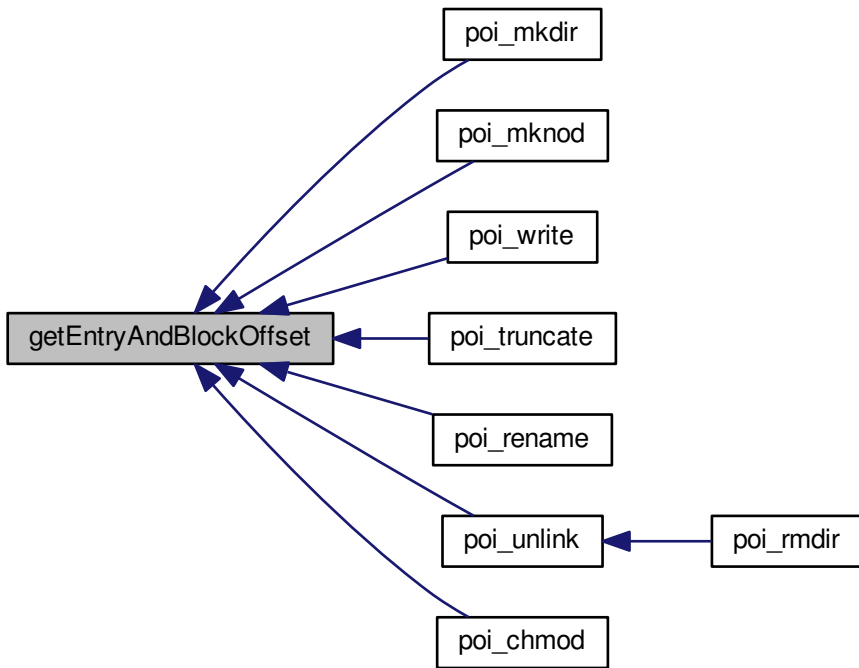 poi_mkdir
poi_mknod
poi_write
getEntryAndBlockOffset
poi_truncate
poi_rename
poi_unlink
poi_rmdir
poi_chmod